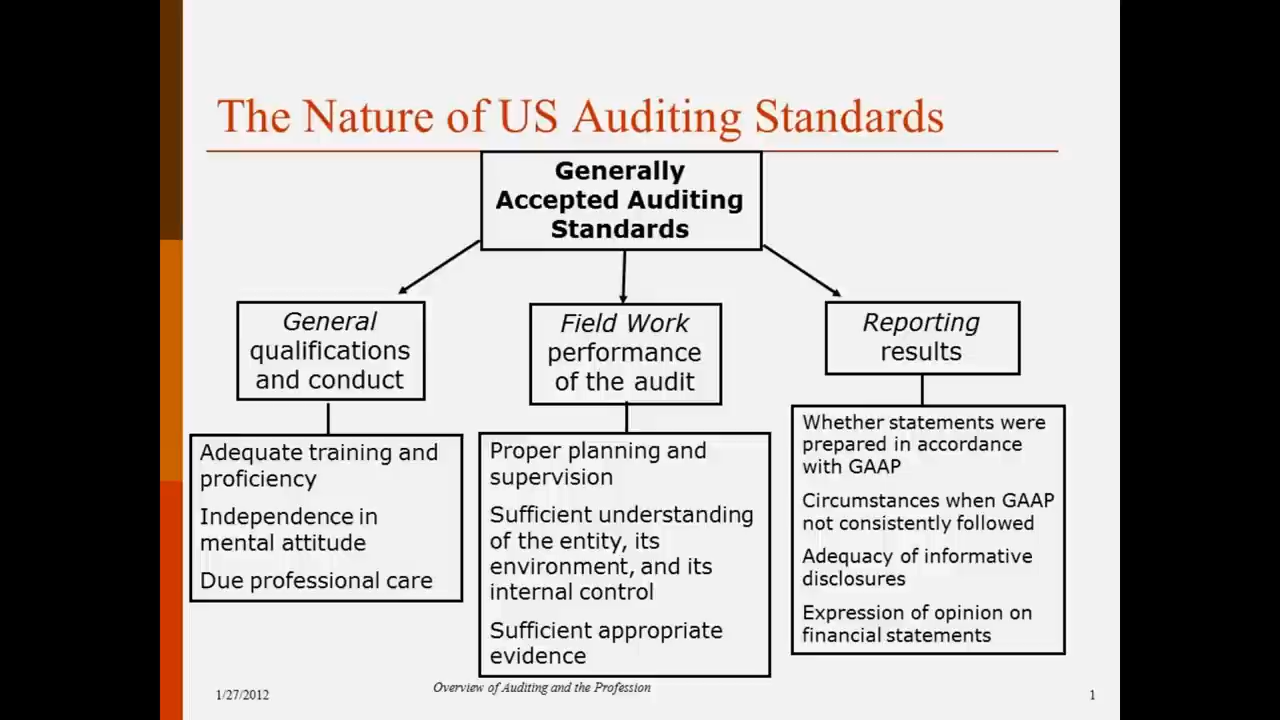 The Nature of US Auditing Standards
Generally
Accepted Auditing
Standards
General
qualifications
and conduct
Adequate training and
proficiency
Independence in
mental attitude
Due professional care
Field Work
performance
of the audit
Proper planning and
supervision
Sufficient understanding
of the entity, its
environment, and its
internal control
Sufficient appropriate
evidence
Reporting
results
Whether statements were
prepared in accordance
with GAAP
Circumstances when GAAP
not consistently followed
Adequacy of informative
disclosures
Expression of opinion on
financial statements
1/27/2012
Overview of Auditing and the Profession
1